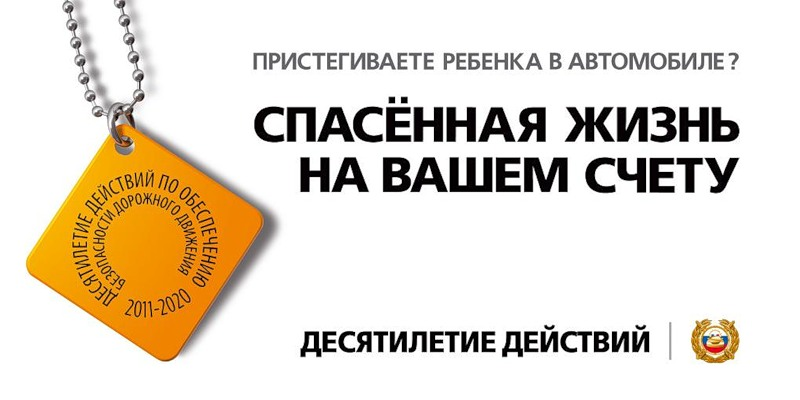 ПРИСТЕГИВАЕТЕ РЕБЕНКА В АВТОМОБИЛЕ?
СПАСЁННАЯ ЖИЗНЬ
НА ВАШЕМ СЧЕТУ
ДЕСЯТИЛЕТИЕ ДЕЙСТВИЙ ПО ОБЕСПЕЧЕНИЮ
БЕЗОПАСНОСТИ ДОРОЖНОГО ДВИЖЕНИЯ
2011-2020
ДЕСЯТИЛЕТИЕ ДЕЙСТВИЙ